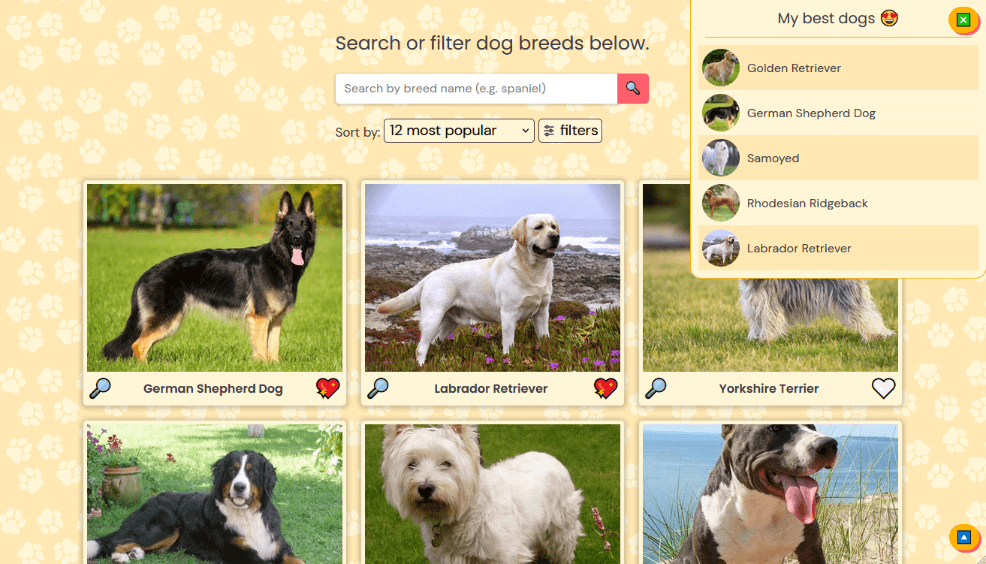 My best dogs 😍
Search or filter dog breeds below.
Search by breed name (e.g. spaniel)
Sort by: 12 most popular filters
Golden Retriever
German Shepherd Dog
Samoyed
Rhodesian Ridgeback
Labrador Retriever
German Shepherd Dog
Labrador Retriever
Yorkshire Terrier